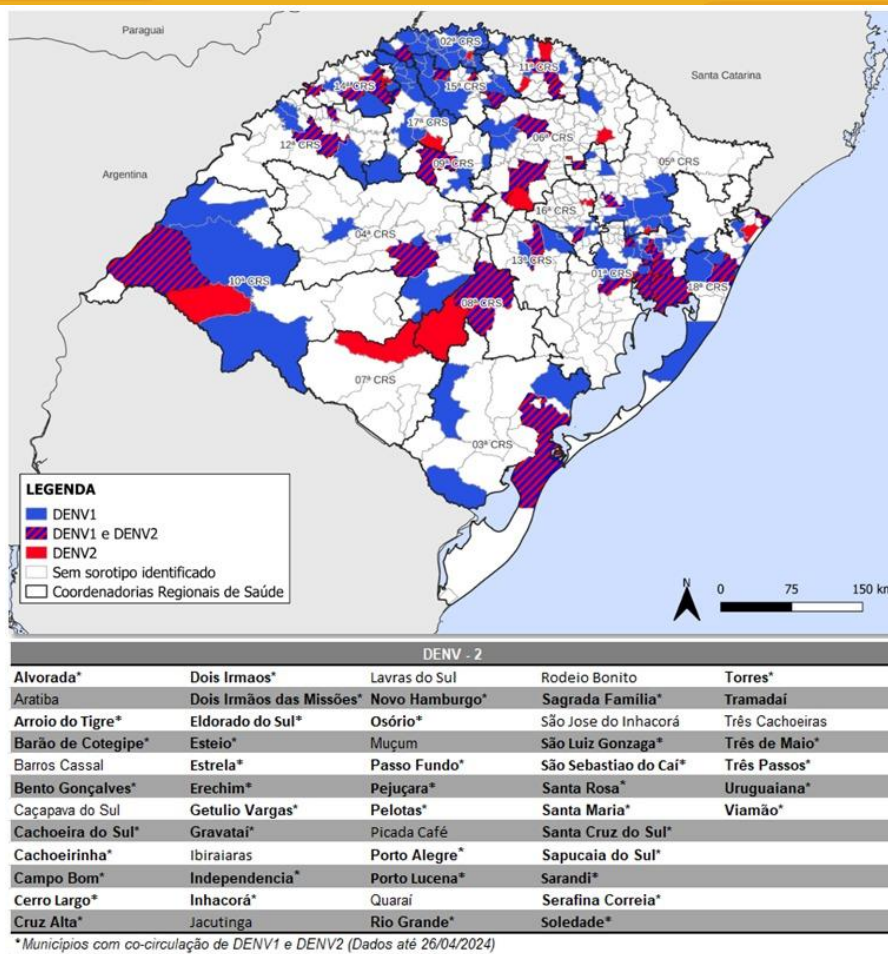 Paraguai
Santa Catarina
Argentina
02ª CRS
11ª CRS
14ª CRS
15ª CRS
17ª CRS
06ª CRS
12ª CRS
09ª CRS
05ª CRS
16ª CRS
04ª CRS
13ª CRS
01ª CRS
10ª CRS
18ª CRS
08ª CRS
07ª CRS
03ª CRS
LEGENDA
DENV1
DENV1 e DENV2
DENV2
Sem sorotipo identificado
Coordenadorias Regionais de Saúde
N
0 75 150 km
DENV - 2
Alvorada* Dois Irmaos* Lavras do Sul Rodeio Bonito Torres*
Aratiba Dois Irmãos das Missões* Novo Hamburgo* Sagrada Família* Tramadaí
Arroio do Tigre* Eldorado do Sul* Osório* São Jose do Inhacorá Três Cachoeiras
Barão de Cotegipe* Esteio* Muçum São Luiz Gonzaga* Três de Maio*
Barros Cassal Estrela* Passo Fundo* São Sebastiao do Caí* Três Passos*
Bento Gonçalves* Erechim* Pejuçara* Santa Rosa* Uruguaiana*
Caçapava do Sul Getulio Vargas* Pelotas* Santa Maria* Viamão*
Cachoeira do Sul* Gravataí* Picada Café Santa Cruz do Sul*
Cachoeirinha* Ibiraiaras Porto Alegre* Sapucaia do Sul*
Campo Bom* Independencia* Porto Lucena* Sarandi*
Cerro Largo* Inhacorá* Quaraí Serafina Correia*
Cruz Alta* Jacutinga Rio Grande* Soledade*
*Municípios com co-circulação de DENV1 e DENV2 (Dados até 26/04/2024)